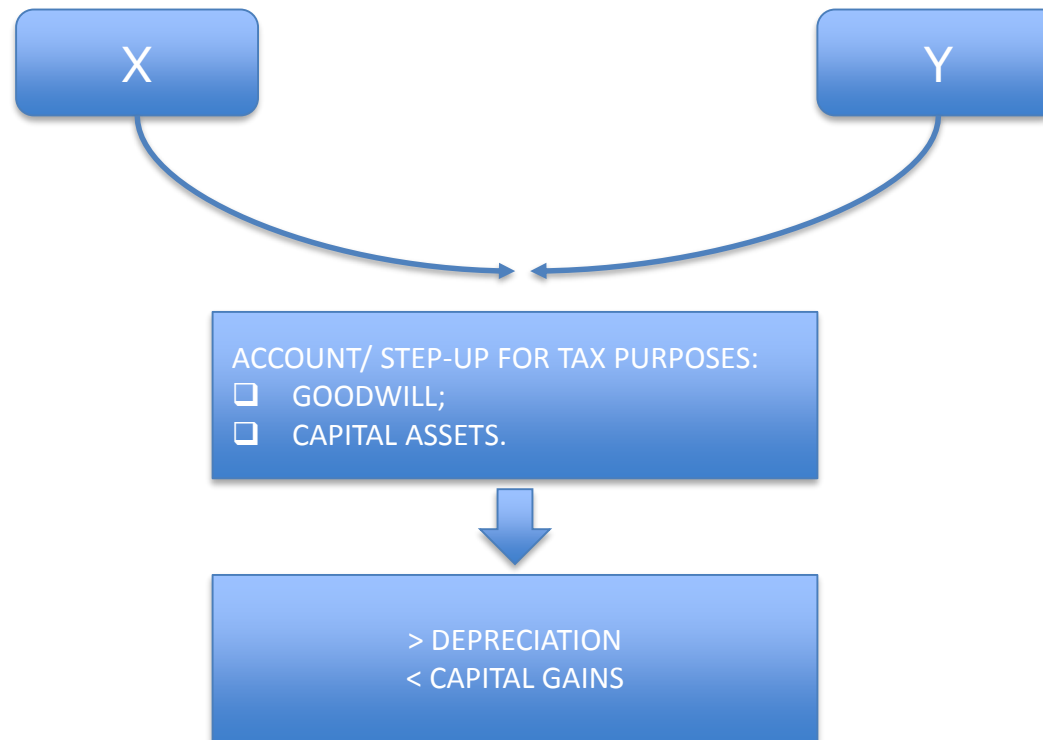 X
Y
ACCOUNT/ STEP-UP FOR TAX PURPOSES:
❑ GOODWILL;
❑ CAPITAL ASSETS.
> DEPRECIATION
< CAPITAL GAINS